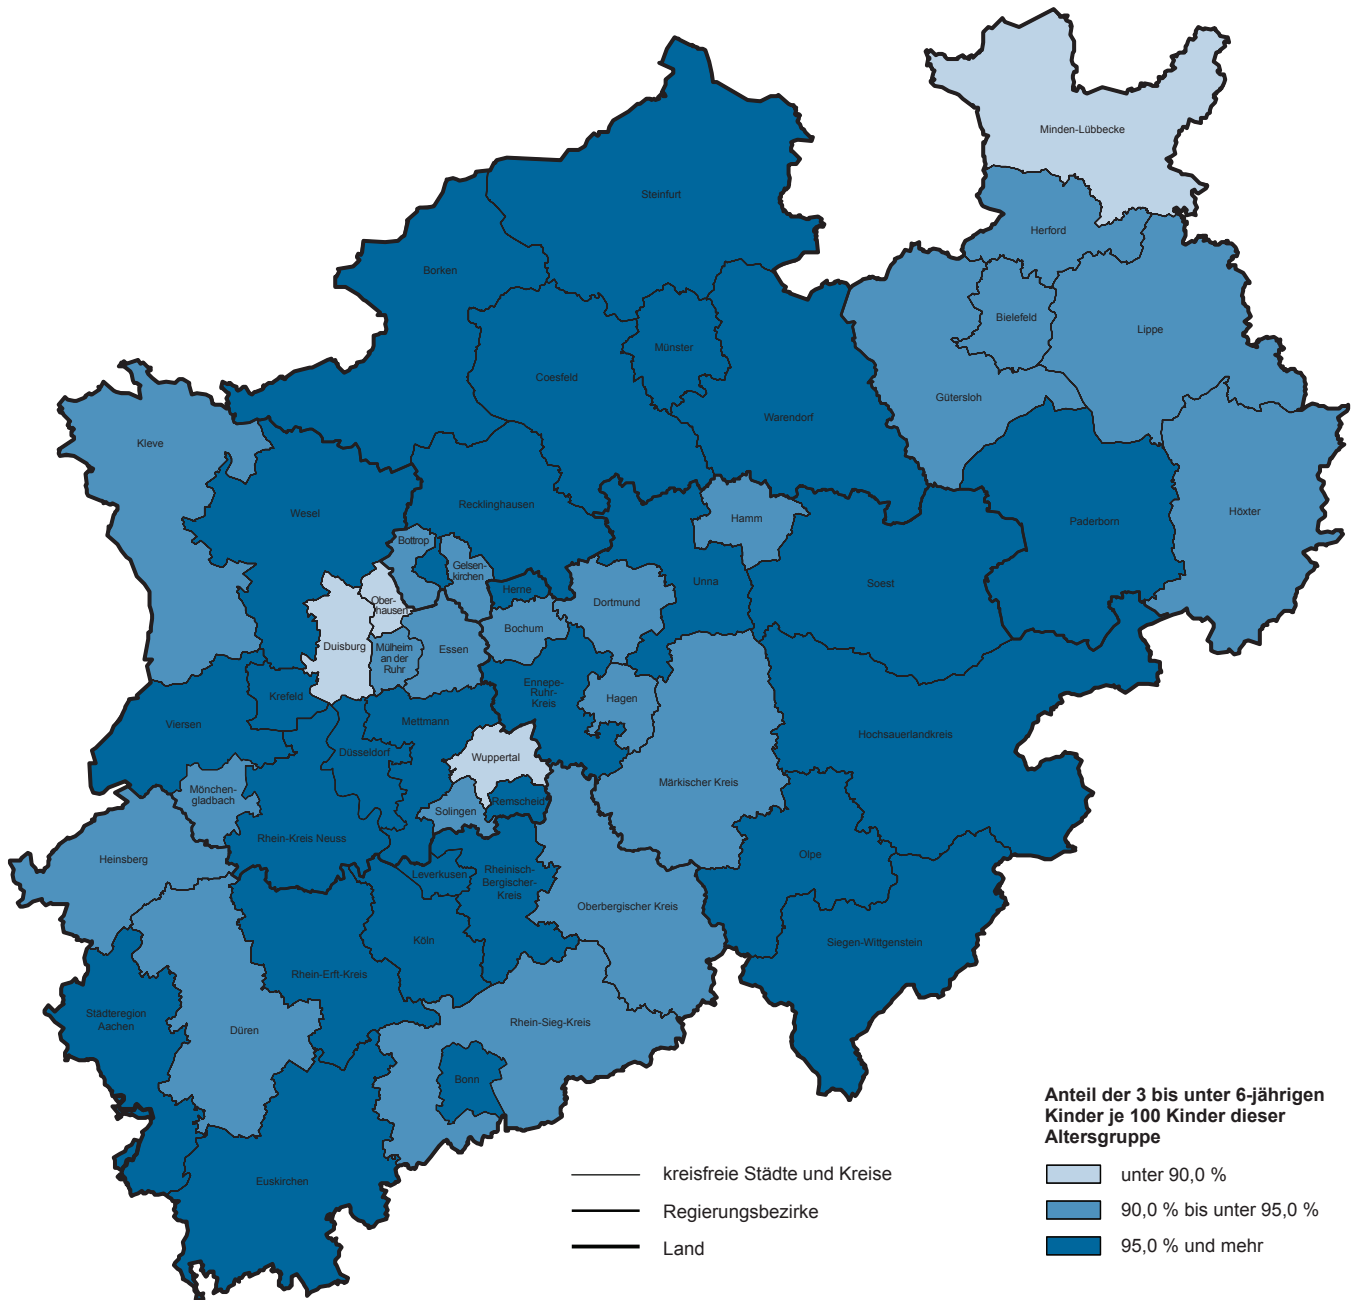 Minden-Lübbecke
Steinfurt
Herford
Borken
Bielefeld
Lippe
Münster
Coesfeld
Gütersloh
Warendorf
Kleve
Recklinghausen
Wesel
Hamm
Höxter
Paderborn
Bottrop
Gelsen-
kirchen
Unna
Soest
Herne
Ober-
hausen
Dortmund
Bochum
Duisburg
Mülheim
an der
Ruhr
Essen
Ennepe-
Ruhr-
Kreis
Hagen
Krefeld
Viersen
Mettmann
Hochsauerlandkreis
Düsseldorf
Wuppertal
Märkischer Kreis
Mönchen-
gladbach
Remscheid
Solingen
Rhein-Kreis Neuss
Heinsberg
Olpe
Leverkusen
Rheinisch-
Bergischer-
Kreis
Oberbergischer Kreis
Köln
Siegen-Wittgenstein
Rhein-Erft-Kreis
Städteregion
Aachen
Düren
Rhein-Sieg-Kreis
Bonn
Euskirchen
kreisfreie Städte und Kreise
Regierungsbezirke
Land
Anteil der 3 bis unter 6-jährigen
Kinder je 100 Kinder dieser
Altersgruppe
unter 90,0 %
90,0 % bis unter 95,0 %
95,0 % und mehr